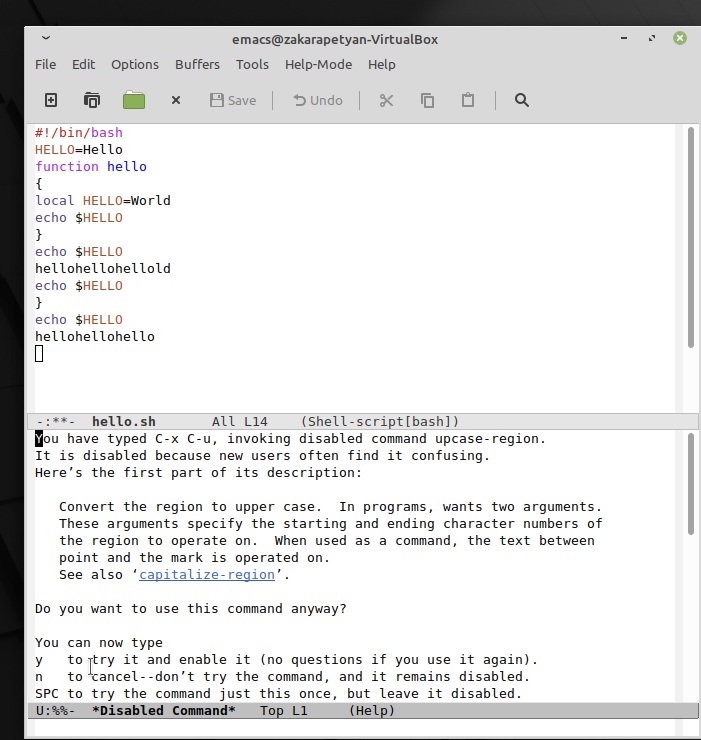 emacs@zakarapetyan-VirtualBox
File Edit Options Buffers Tools Help-Mode Help
Save Undo
#!/bin/bash
HELLO=Hello
function hello
{
local HELLO=World
echo $HELLO
}
echo $HELLO
hellohellohellold
echo $HELLO
}
echo $HELLO
hellohellohello
-:**- hello.sh All L14 (Shell-script[bash])
You have typed C-x C-u, invoking disabled command upcase-region.
It is disabled because new users often find it confusing.
Here’s the first part of its description:
Convert the region to upper case. In programs, wants two arguments.
These arguments specify the starting and ending character numbers of
the region to operate on. When used as a command, the text between
point and the mark is operated on.
See also ‘capitalize-region’.
Do you want to use this command anyway?
You can now type
y to try it and enable it (no questions if you use it again).
n to cancel--don’t try the command, and it remains disabled.
SPC to try the command just this once, but leave it disabled.
U:%%- *Disabled Command* Top L1 (Help)